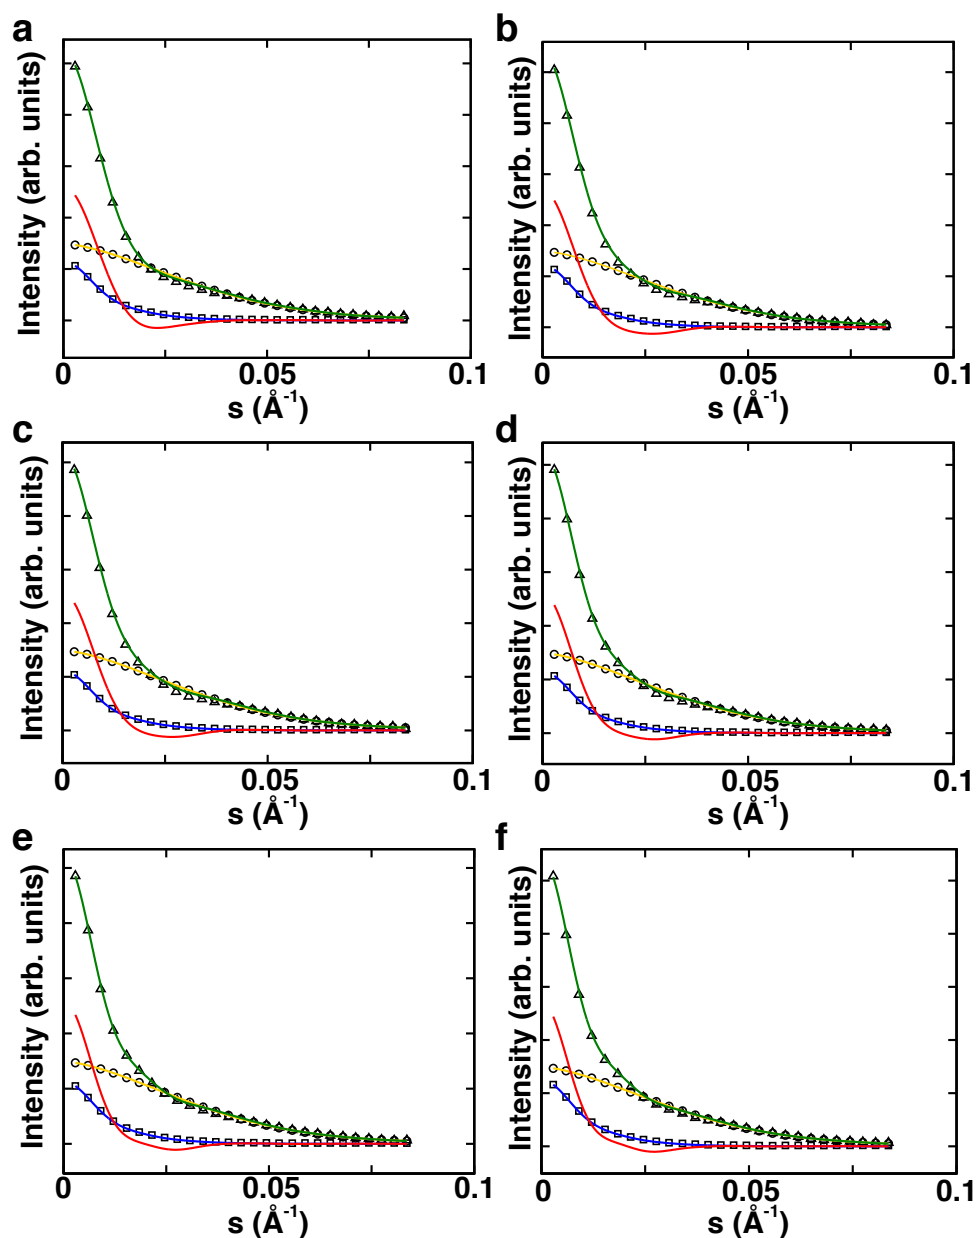 a
Intensity (arb. units)
0 0.05 0.1
s (Å⁻¹)
b
Intensity (arb. units)
0 0.05 0.1
s (Å⁻¹)
c
Intensity (arb. units)
0 0.05 0.1
s (Å⁻¹)
d
Intensity (arb. units)
0 0.05 0.1
s (Å⁻¹)
e
Intensity (arb. units)
0 0.05 0.1
s (Å⁻¹)
f
Intensity (arb. units)
0 0.05 0.1
s (Å⁻¹)